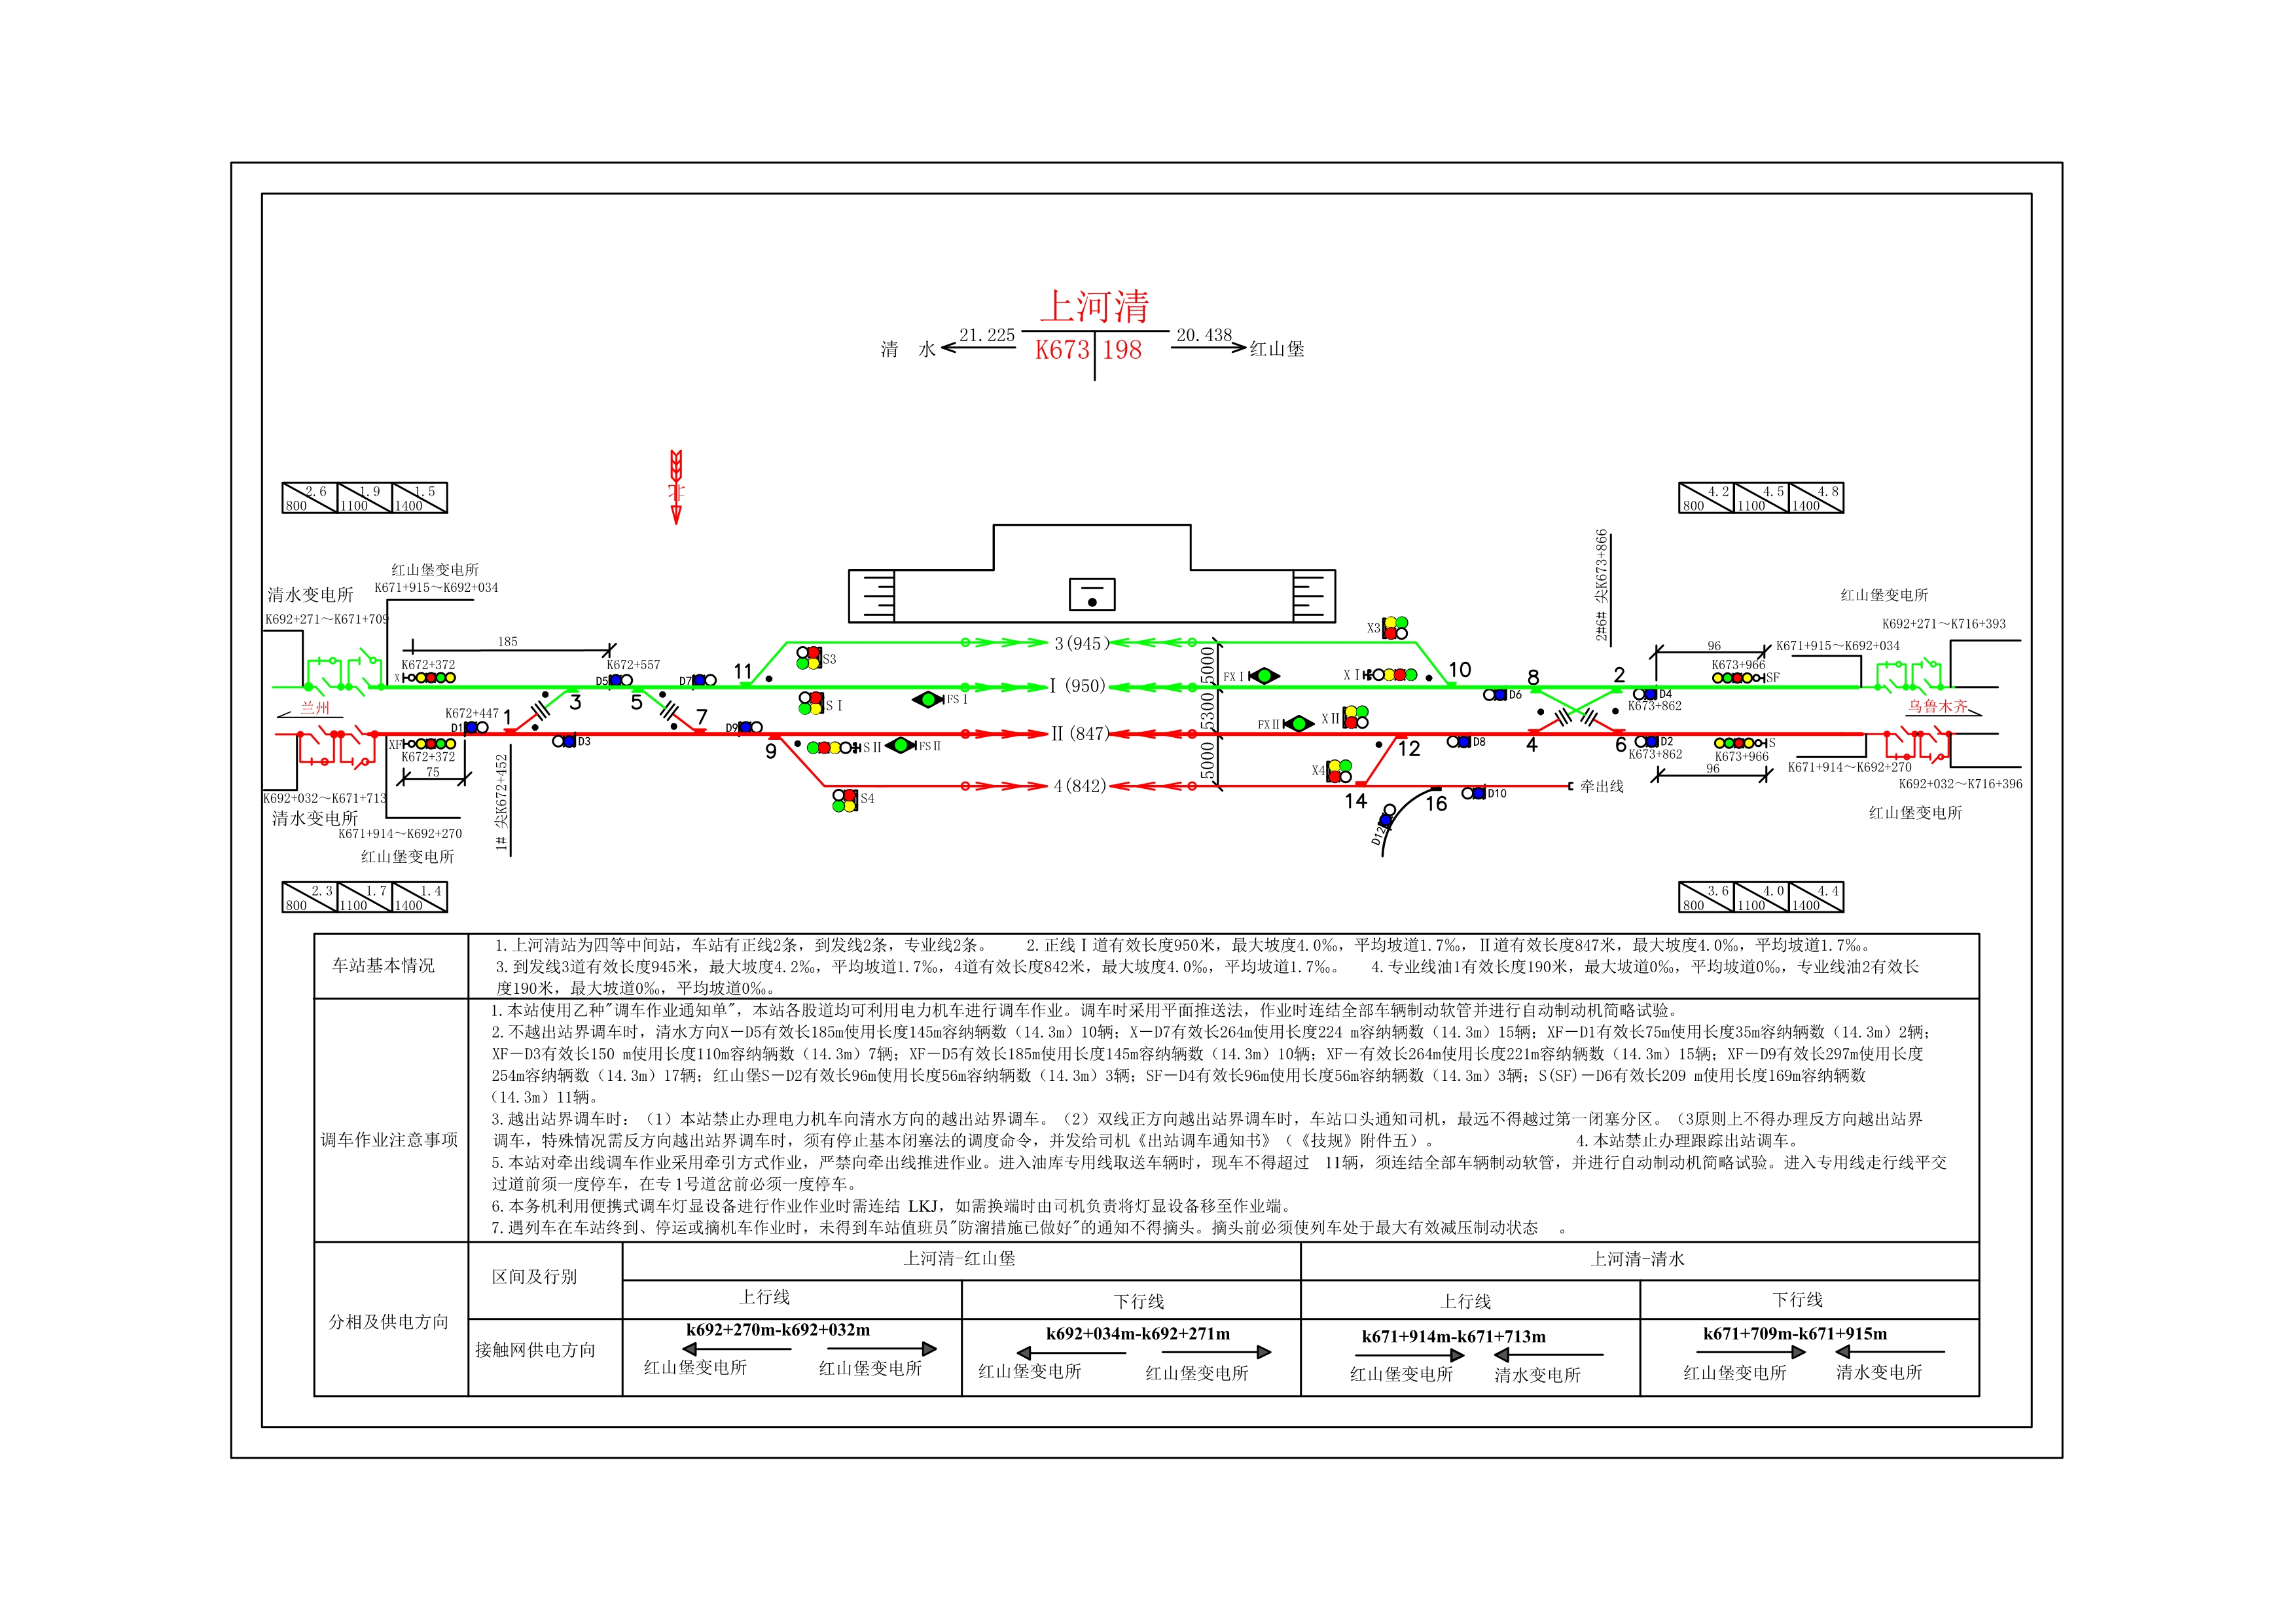 上河清
清 水 21.225 K673 198 20.438 红山堡
北
2.6 1.9 1.5
800 1100 1400
4.2 4.5 4.8
800 1100 1400
2#6# 尖K673+866
红山堡变电所
K671+915～K692+034
清水变电所
K692+271～K671+709
红山堡变电所
K692+271～K716+393
K671+915～K692+034
185
K672+372
K672+557
X
D5
D7
11
S3
3(945)
X3
5000
10
8
2
96
K673+966
SF
兰州
3
5
SⅠ
FSⅠ
Ⅰ(950)
FXⅠ
XⅠ
D6
D4
K673+862
乌鲁木齐
K672+447
D1
1
7
D9
5300
FXⅡ
XⅡ
XF
K672+372
75
D3
9
SⅡ
FSⅡ
Ⅱ(847)
12
D8
4
6
D2
K673+862
K673+966
S
96
K671+914～K692+270
K692+032～K716+396
红山堡变电所
K692+032～K671+713
清水变电所
K671+914～K692+270
红山堡变电所
1# 尖K672+452
S4
4(842)
5000
X4
14
16
D10
D12
牵出线
2.3 1.7 1.4
800 1100 1400
3.6 4.0 4.4
800 1100 1400
车站基本情况
1.上河清站为四等中间站，车站有正线2条，到发线2条，专业线2条。 2.正线Ⅰ道有效长度950米，最大坡度4.0‰，平均坡道1.7‰，Ⅱ道有效长度847米，最大坡度4.0‰，平均坡道1.7‰。
3.到发线3道有效长度945米，最大坡度4.2‰，平均坡道1.7‰，4道有效长度842米，最大坡度4.0‰，平均坡道1.7‰。 4.专业线油1有效长度190米，最大坡道0‰，平均坡道0‰，专业线油2有效长
度190米，最大坡道0‰，平均坡道0‰。
调车作业注意事项
1.本站使用乙种"调车作业通知单"，本站各股道均可利用电力机车进行调车作业。调车时采用平面推送法，作业时连结全部车辆制动软管并进行自动制动机简略试验。
2.不越出站界调车时，清水方向X－D5有效长185m使用长度145m容纳辆数（14.3m）10辆；X－D7有效长264m使用长度224 m容纳辆数（14.3m）15辆；XF－D1有效长75m使用长度35m容纳辆数（14.3m）2辆；
XF－D3有效长150 m使用长度110m容纳辆数（14.3m）7辆；XF－D5有效长185m使用长度145m容纳辆数（14.3m）10辆；XF－有效长264m使用长度221m容纳辆数（14.3m）15辆；XF－D9有效长297m使用长度
254m容纳辆数（14.3m）17辆；红山堡S－D2有效长96m使用长度56m容纳辆数（14.3m）3辆；SF－D4有效长96m使用长度56m容纳辆数（14.3m）3辆；S(SF)－D6有效长209 m使用长度169m容纳辆数
（14.3m）11辆。
3.越出站界调车时：（1）本站禁止办理电力机车向清水方向的越出站界调车。（2）双线正方向越出站界调车时，车站口头通知司机，最远不得越过第一闭塞分区。（3原则上不得办理反方向越出站界
调车，特殊情况需反方向越出站界调车时，须有停止基本闭塞法的调度命令，并发给司机《出站调车通知书》（《技规》附件五）。 4.本站禁止办理跟踪出站调车。
5.本站对牵出线调车作业采用牵引方式作业，严禁向牵出线推进作业。进入油库专用线取送车辆时，现车不得超过 11辆，须连结全部车辆制动软管，并进行自动制动机简略试验。进入专用线走行线平交
过道前须一度停车，在专1号道岔前必须一度停车。
6.本务机利用便携式调车灯显设备进行作业作业时需连结 LKJ，如需换端时由司机负责将灯显设备移至作业端。
7.遇列车在车站终到、停运或摘机车作业时，未得到车站值班员"防溜措施已做好"的通知不得摘头。摘头前必须使列车处于最大有效减压制动状态 。
分相及供电方向
区间及行别
上河清-红山堡
上河清-清水
上行线 下行线 上行线 下行线
接触网供电方向
k692+270m-k692+032m k692+034m-k692+271m k671+914m-k671+713m k671+709m-k671+915m
红山堡变电所 红山堡变电所 红山堡变电所 红山堡变电所 红山堡变电所 清水变电所 红山堡变电所 清水变电所